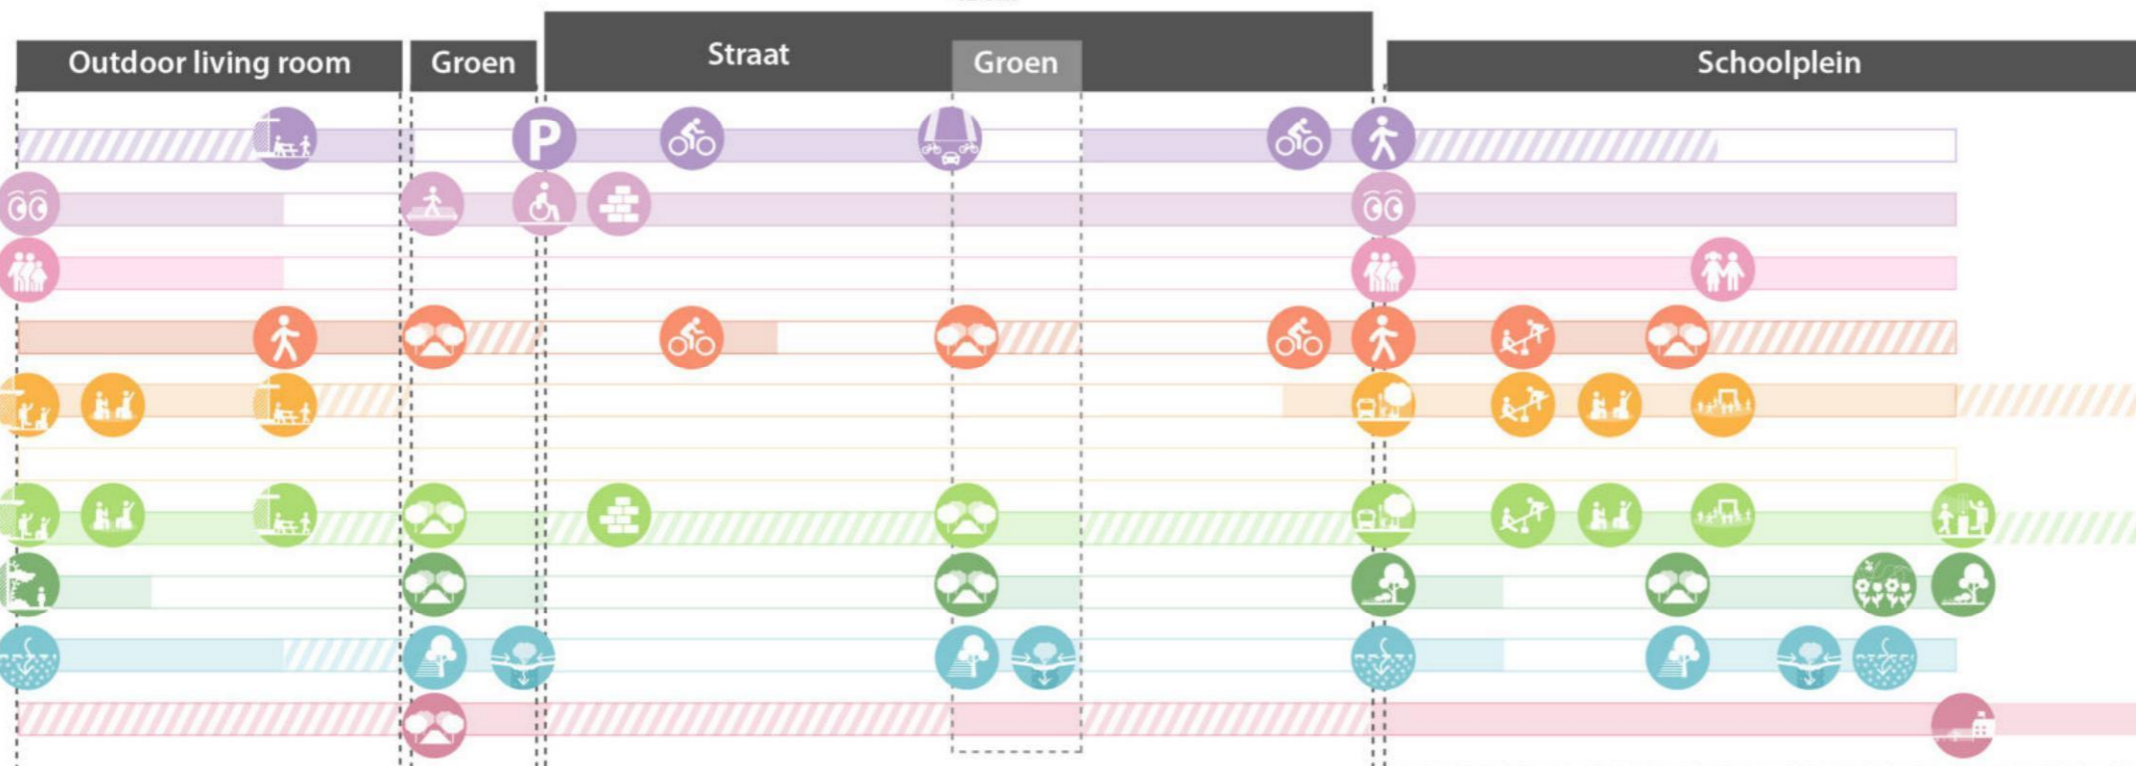 Outdoor living room
Groen
Straat
Groen
Schoolplein
P